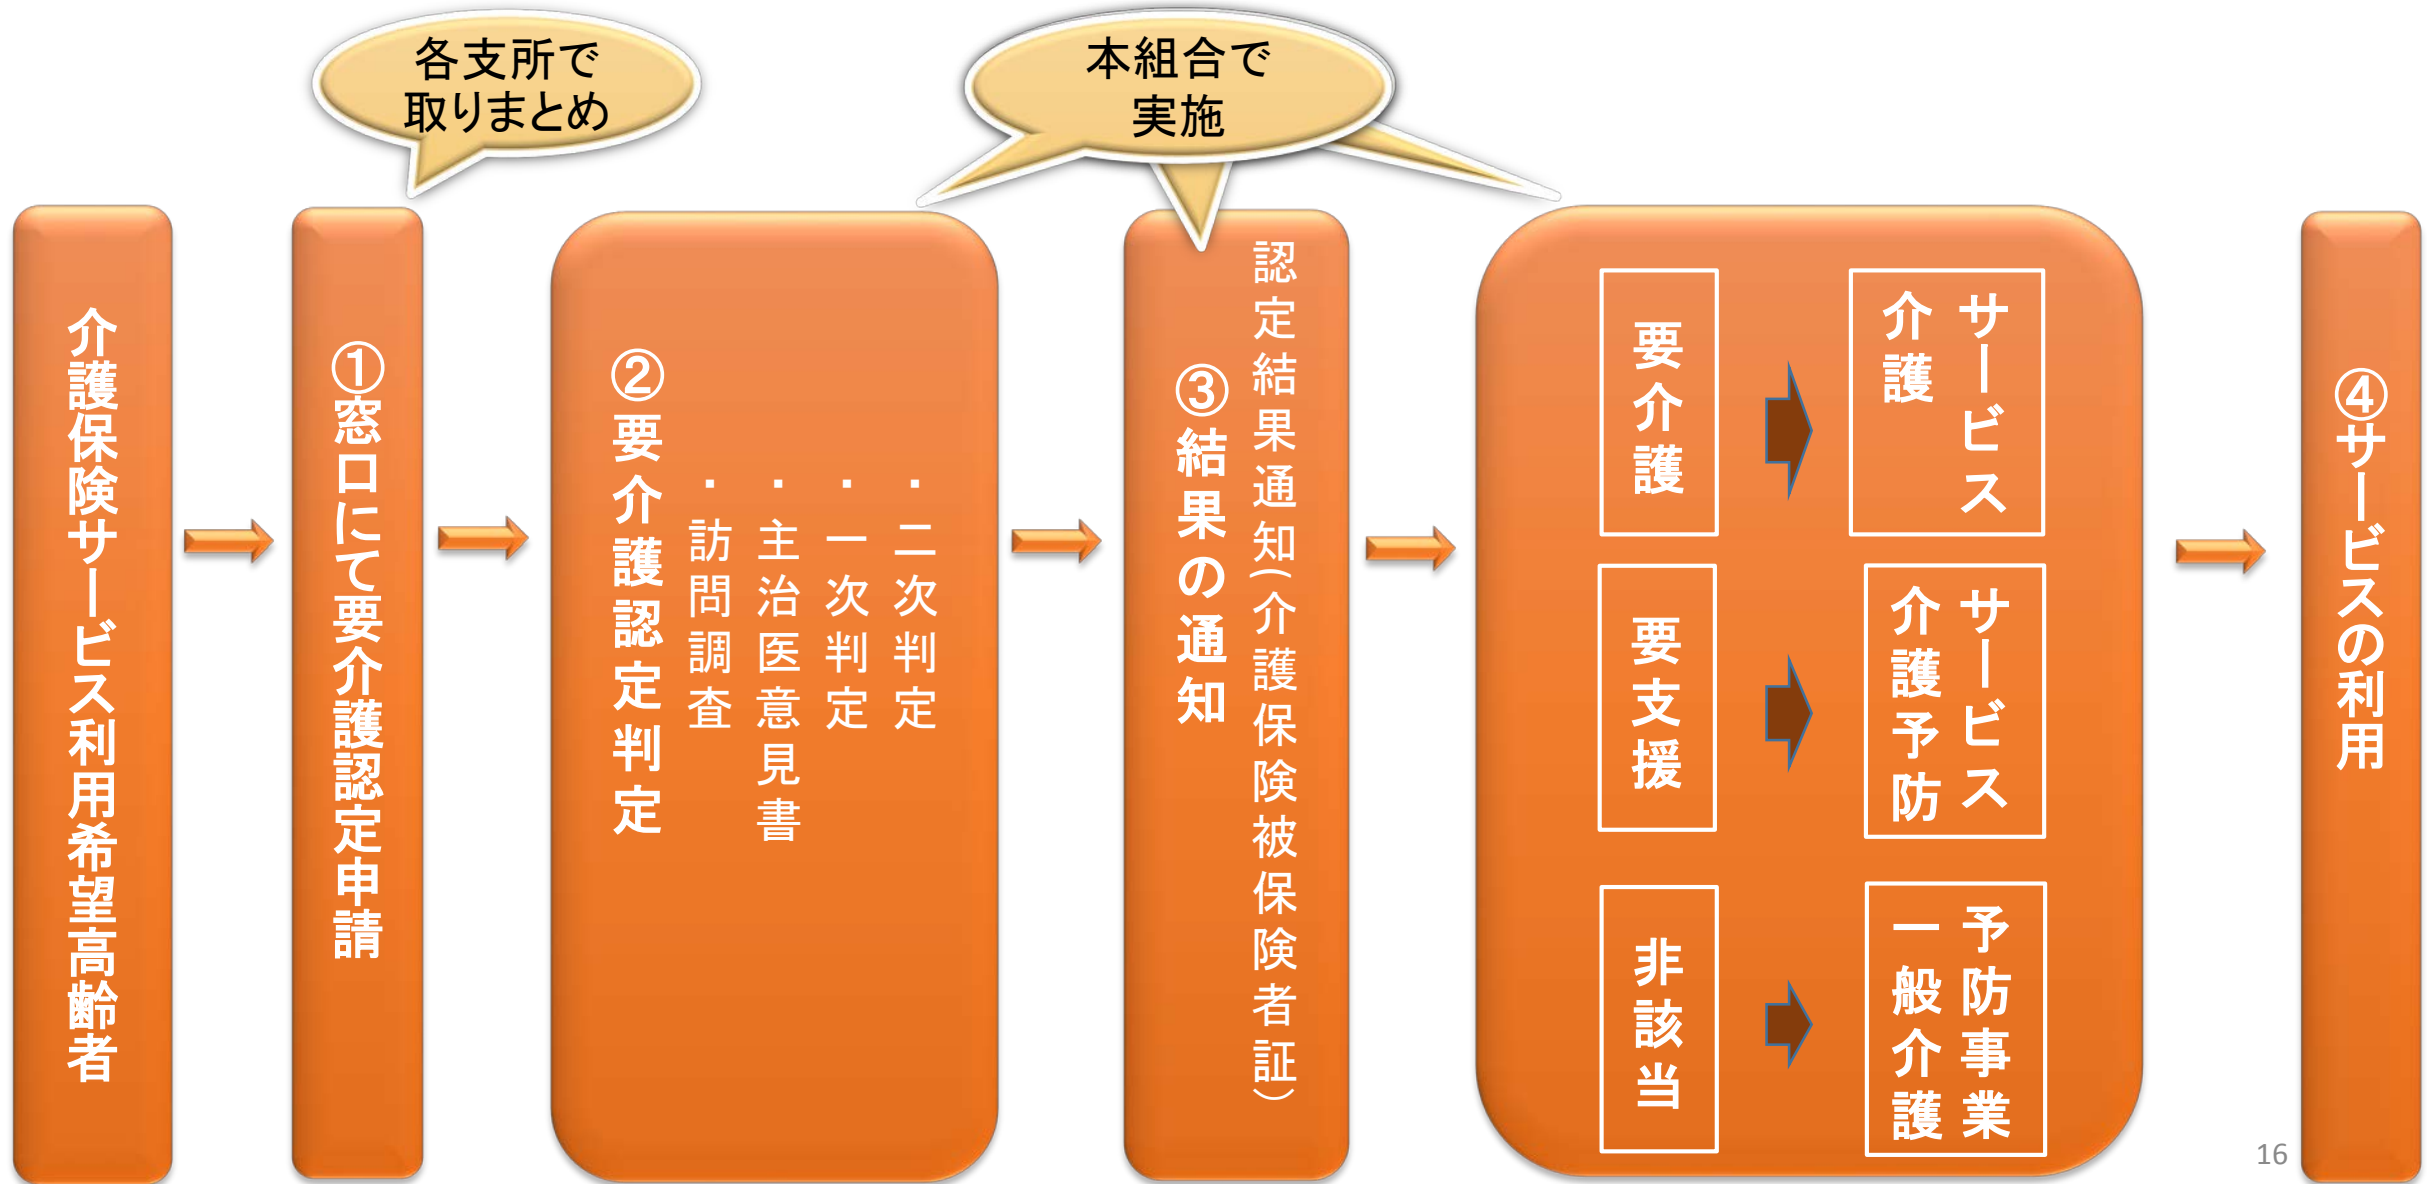 各支所で
取りまとめ
本組合で
実施
介護保険サービス利用希望高齢者
①窓口にて要介護認定申請
②要介護認定判定
・訪問調査
・主治医意見書
・一次判定
・二次判定
③結果の通知
認定結果通知(介護保険被保険者証)
要介護
介護
サービス
要支援
介護予防
サービス
非該当
一般介護
予防事業
④サービスの利用
16